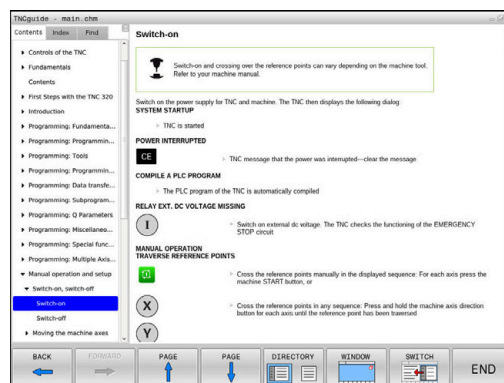 TNCguide - main.chm
Contents Index Find
Controls of the TNC
Fundamentals
Contents
First Steps with the TNC 320
Introduction
Programming: Fundamenta...
Programming: Programmin...
Programming: Tools
Programming: Programmin...
Programming: Data transfe...
Programming: Subprogram...
Programming: Q Parameters
Programming: Miscellaneo...
Programming: Special func...
Programming: Multiple Axis...
Manual operation and setup
Switch-on, switch-off
Switch-on
Switch-off
Moving the machine axes
Switch-on
Switch-on and crossing over the reference points can vary depending on the machine tool.
Refer to your machine manual.
Switch on the power supply for TNC and machine. The TNC then displays the following dialog:
SYSTEM STARTUP
TNC is started
POWER INTERRUPTED
CE
TNC message that the power was interrupted—clear the message
COMPILE A PLC PROGRAM
The PLC program of the TNC is automatically compiled
RELAY EXT. DC VOLTAGE MISSING
I
Switch on external dc voltage. The TNC checks the functioning of the EMERGENCY
STOP circuit
MANUAL OPERATION
TRAVERSE REFERENCE POINTS
Cross the reference points manually in the displayed sequence: For each axis press the
machine START button, or
X
Cross the reference points in any sequence: Press and hold the machine axis direction
button for each axis until the reference point has been traversed
Y
BACK FORWARD PAGE PAGE DIRECTORY WINDOW SWITCH END